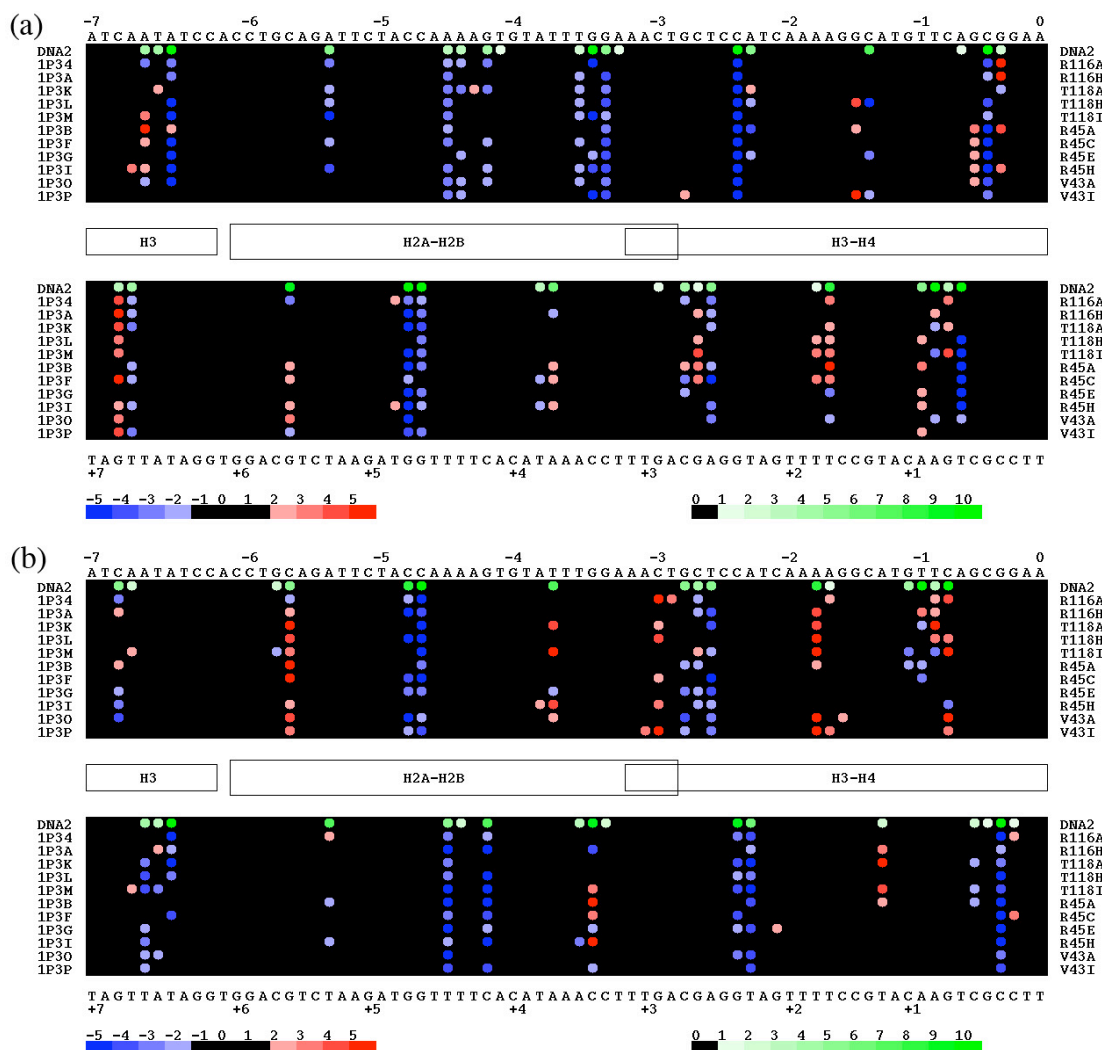 (a)
-7 -6 -5 -4 -3 -2 -1 0
A T C A A T A T C C A C C T G C A G A T T C T A C C A A A A G T G T A T T T G G A A A C T G C T C C A T C A A A A G G C A T G T T C A G C G G A A
DNA2 DNA2
1P34 R116A
1P3A R116H
1P3K T118A
1P3L T118H
1P3M T118I
1P3B R45A
1P3F R45C
1P3G R45E
1P3I R45H
1P3O V43A
1P3P V43I
H3 H2A-H2B H3-H4
DNA2 DNA2
1P34 R116A
1P3A R116H
1P3K T118A
1P3L T118H
1P3M T118I
1P3B R45A
1P3F R45C
1P3G R45E
1P3I R45H
1P3O V43A
1P3P V43I
T A G T T A T A G G T G G A C G T C T A A G A T G G T T T T C A C A T A A A C C T T T G A C G A G G T A G T T T T C C G T A C A A G T C G C C T T
+7 +6 +5 +4 +3 +2 +1
-5 -4 -3 -2 -1 0 1 2 3 4 5 0 1 2 3 4 5 6 7 8 9 10
(b)
-7 -6 -5 -4 -3 -2 -1 0
A T C A A T A T C C A C C T G C A G A T T C T A C C A A A A G T G T A T T T G G A A A C T G C T C C A T C A A A A G G C A T G T T C A G C G G A A
DNA2 DNA2
1P34 R116A
1P3A R116H
1P3K T118A
1P3L T118H
1P3M T118I
1P3B R45A
1P3F R45C
1P3G R45E
1P3I R45H
1P3O V43A
1P3P V43I
H3 H2A-H2B H3-H4
DNA2 DNA2
1P34 R116A
1P3A R116H
1P3K T118A
1P3L T118H
1P3M T118I
1P3B R45A
1P3F R45C
1P3G R45E
1P3I R45H
1P3O V43A
1P3P V43I
T A G T T A T A G G T G G A C G T C T A A G A T G G T T T T C A C A T A A A C C T T T G A C G A G G T A G T T T T C C G T A C A A G T C G C C T T
+7 +6 +5 +4 +3 +2 +1
-5 -4 -3 -2 -1 0 1 2 3 4 5 0 1 2 3 4 5 6 7 8 9 10